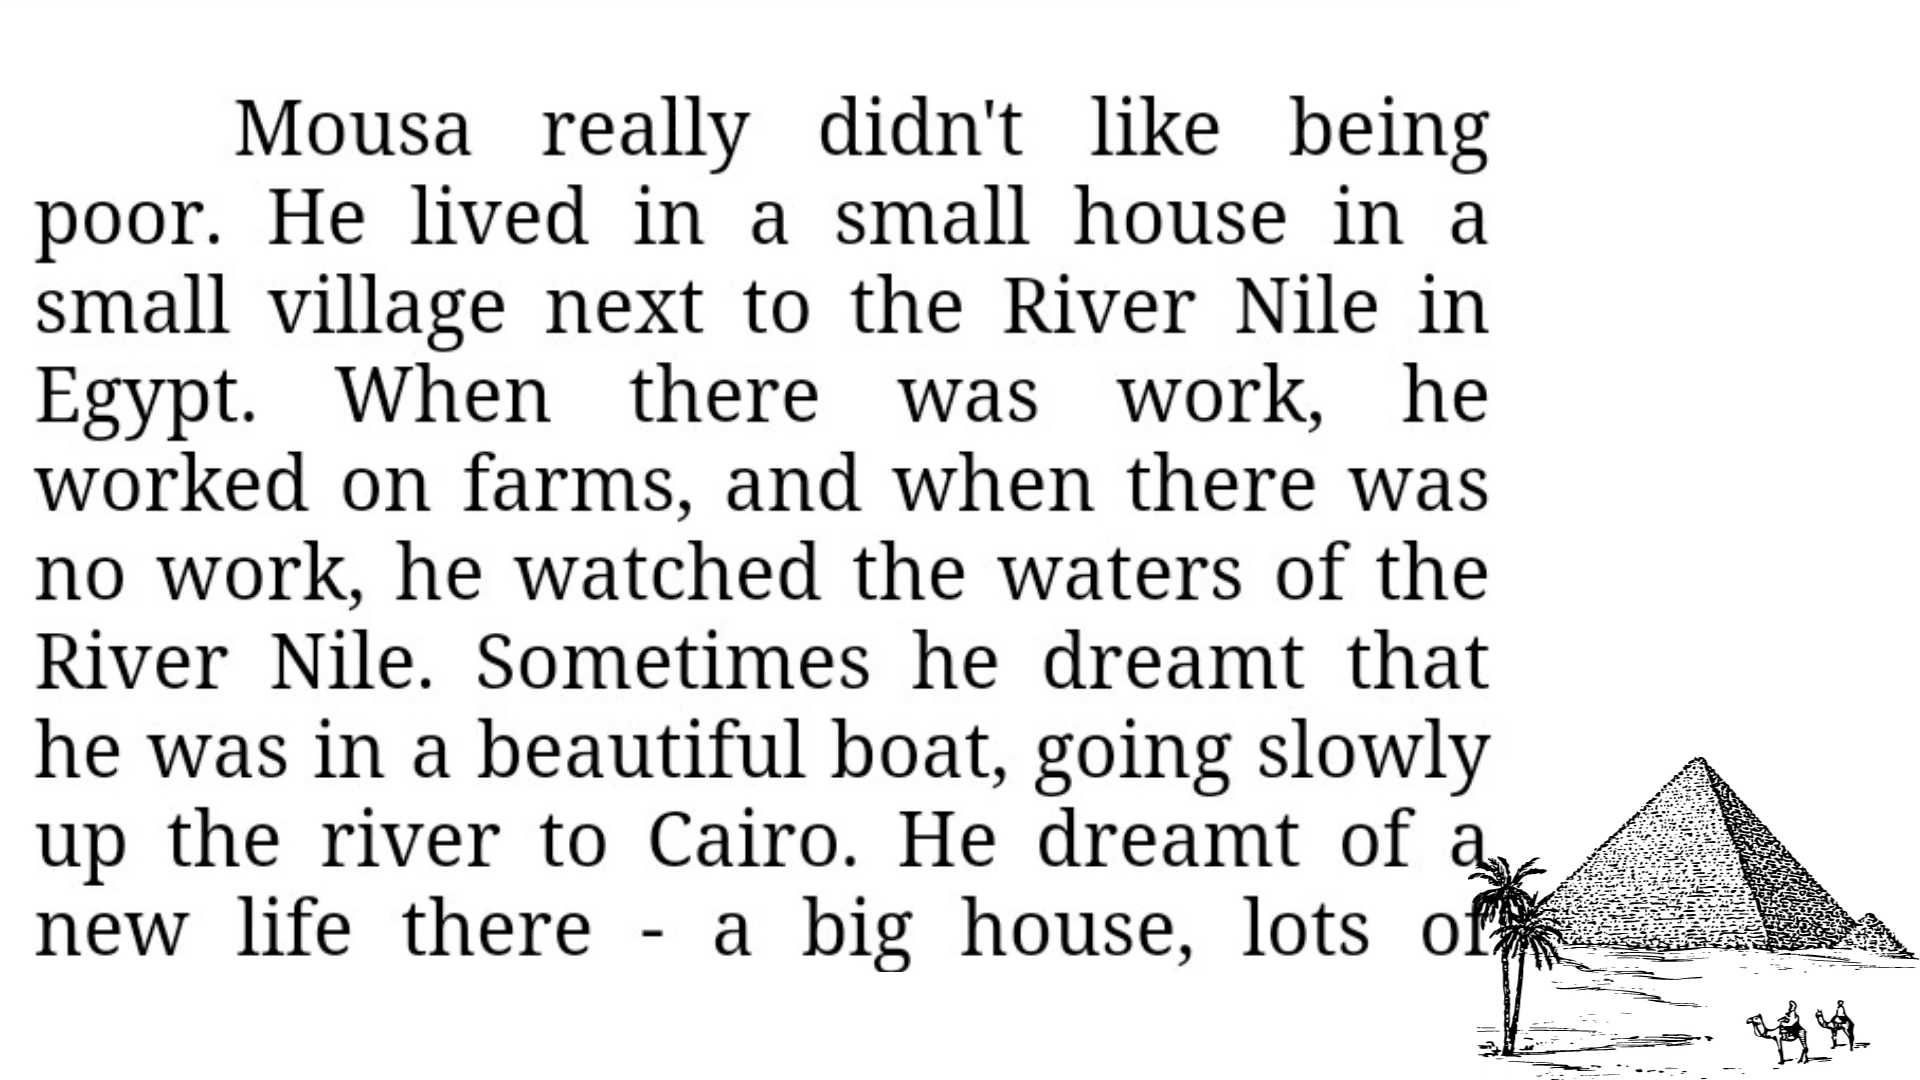 Mousa really didn't like being
poor. He lived in a small house in a
small village next to the River Nile in
Egypt. When there was work, he
worked on farms, and when there was
no work, he watched the waters of the
River Nile. Sometimes he dreamt that
he was in a beautiful boat, going slowly
up the river to Cairo. He dreamt of a
new life there - a big house, lots of